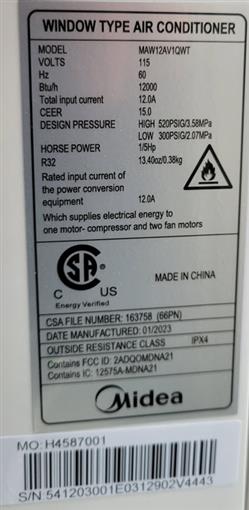 WINDOW TYPE AIR CONDITIONER
MODEL MAW12AV1QWT
VOLTS 115
Hz 60
Btu/h 12000
Total input current 12.0A
CEER 15.0
DESIGN PRESSURE HIGH 520PSIG/3.58MPa
LOW 300PSIG/2.07MPa
HORSE POWER 1/5Hp
R32 13.40oz/0.38kg
Rated input current of
the power conversion
equipment 12.0A
Which supplies electrical energy to
one motor- compressor and two fan motors
CSA
C US
Energy Verified
MADE IN CHINA
CSA FILE NUMBER: 163758 (66PN)
DATE MANUFACTURED: 01/2023
OUTSIDE RESISTANCE CLASS IPX4
Contains FCC ID: 2ADQOMDNA21
Contains IC: 12575A-MDNA21
Midea
MO:H4587001
S/N 541203001E0312902V4443